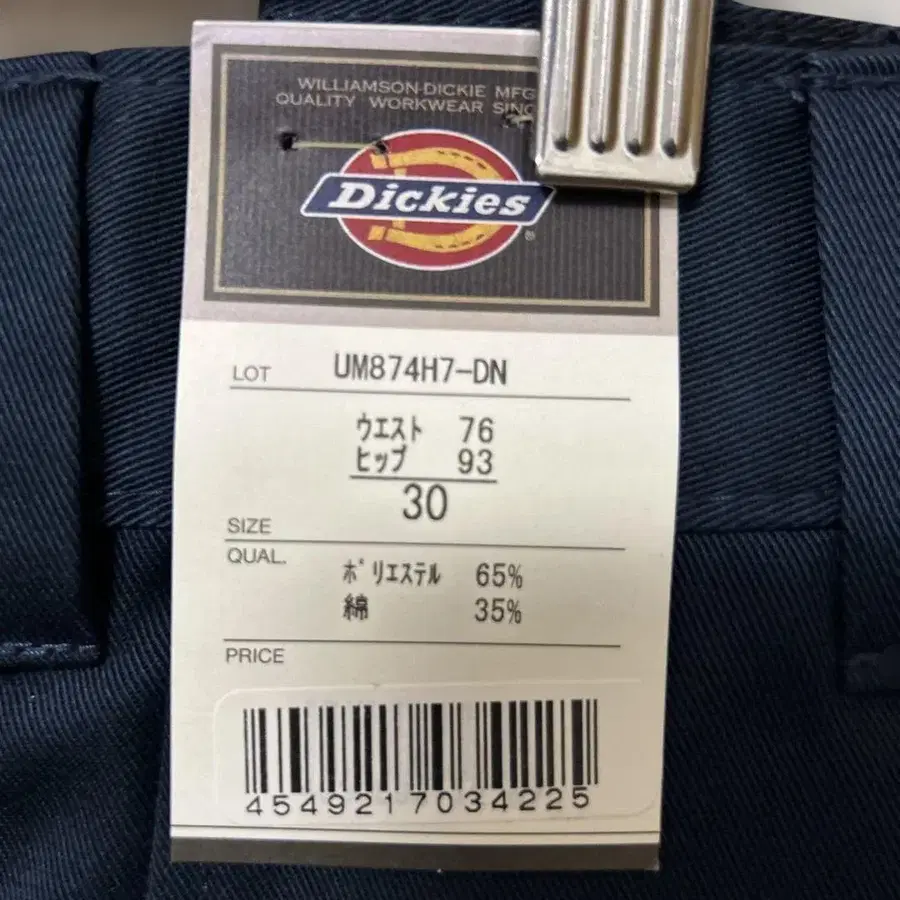 WILLIAMSON-DICKIE MFG
QUALITY WORKWEAR SINC
Dickies
®
LOT UM874H7-DN
ウエスト 76
ヒップ 93
30
SIZE
QUAL.
ポリエステル 65%
綿 35%
PRICE
4549217034225